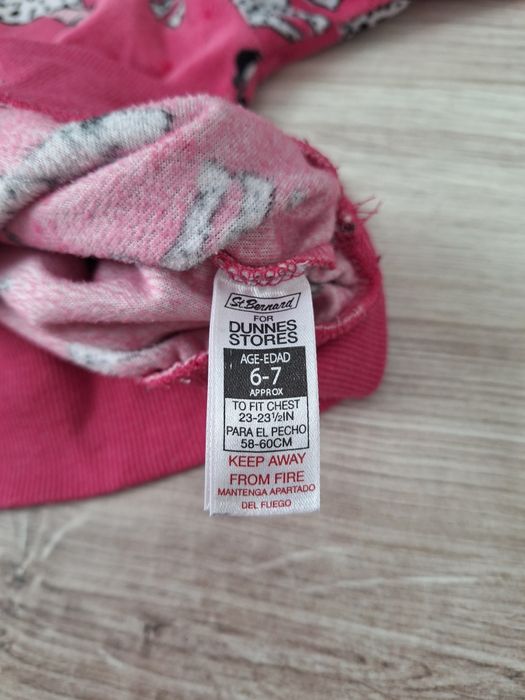 St Bernard
FOR
DUNNES
STORES
AGE-EDAD
6-7
APPROX
TO FIT CHEST
23-23½IN
PARA EL PECHO
58-60CM
KEEP AWAY
FROM FIRE
MANTENGA APARTADO
DEL FUEGO